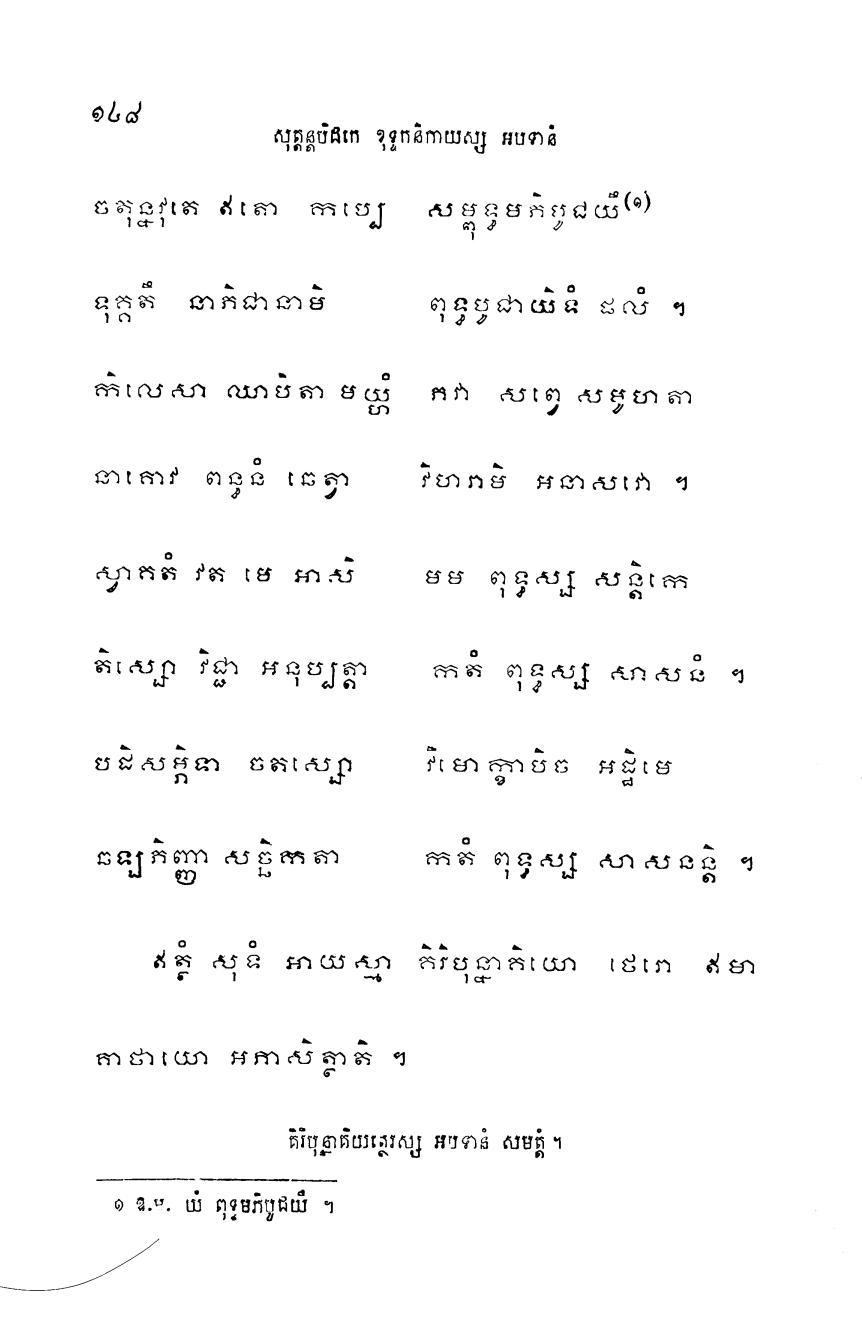 ១៤៨
សុត្តន្តបិដកេ ខុទ្ទកនិកាយស្ស អបទានំ
ចតុន្នវុតេ ឥតោ កប្បេ សម្ពុទ្ធមភិបូជយឹ(១)
ទុក្កតឹ នាភិជានាមិ ពុទ្ធបូជាយិទំ ផលំ ។
កិលេសា ឈាបិតា មយ្ហំ ភវា សព្វេ សមូហតា
នាគោវ ពន្ធនំ ឆេត្វា វិហរាមិ អនាសវោ ។
ស្វាគតំ វត មេ អាសិ មម ពុទ្ធស្ស សន្តិកេ
តិស្សោ វិជ្ជា អនុប្បត្តា កតំ ពុទ្ធស្ស សាសនំ ។
បដិសម្ភិទា ចតស្សោ វិមោក្ខាបិច អដ្ឋិមេ
ឆឡភិញ្ញា សច្ឆិកតា កតំ ពុទ្ធស្ស សាសនន្តិ ។
ឥត្ថំ សុទំ អាយស្មា គិរិបុន្នាគិយោ ថេរោ ឥមា
គាថាយោ អភាសិត្ថាតិ ។
គិរិបុន្នាគិយត្ថេរស្ស អបទានំ សមត្តំ ។
១ ឱ.ម. យំ ពុទ្ធមភិបូជយឹ ។